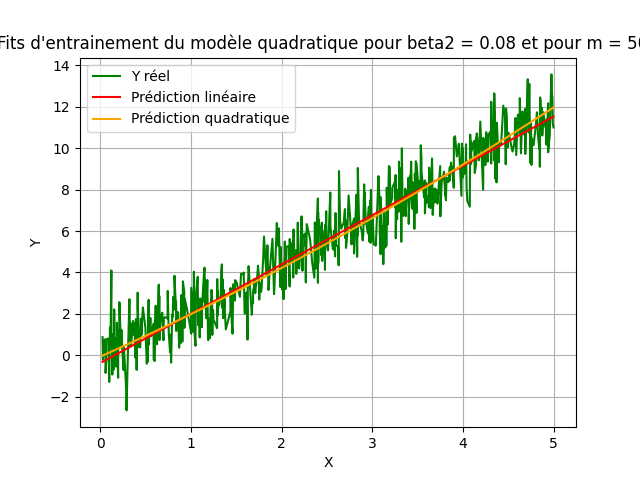 Fits d'entrainement du modèle quadratique pour beta2 = 0.08 et pour m = 50
Y réel
Prédiction linéaire
Prédiction quadratique
14
12
10
8
6
4
2
0
−2
Y
0 1 2 3 4 5
X